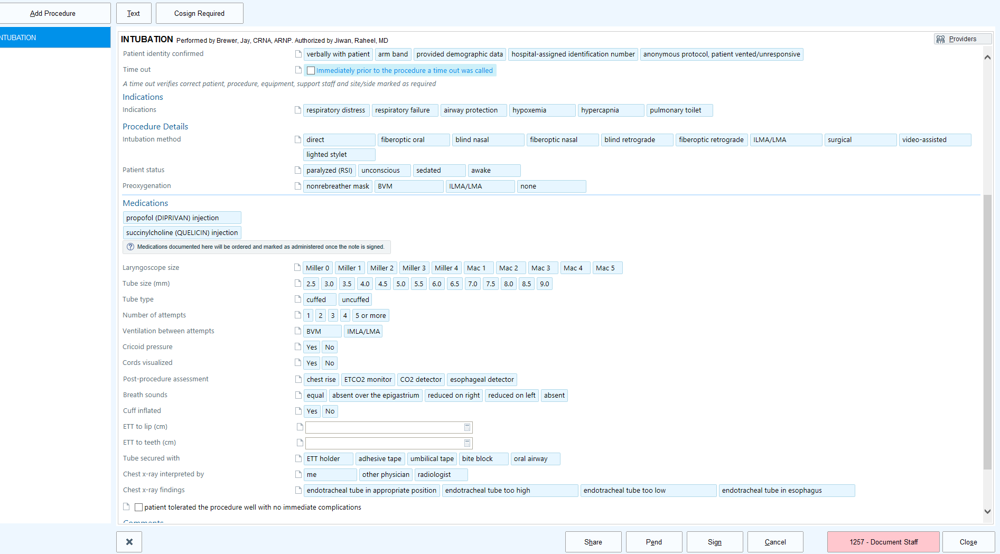 Add Procedure Text Cosign Required
NTUBATION
INTUBATION Performed by Brewer, Jay, CRNA, ARNP. Authorized by Jiwan, Raheel, MD Providers
Patient identity confirmed verbally with patient arm band provided demographic data hospital-assigned identification number anonymous protocol, patient vented/unresponsive
Time out Immediately prior to the procedure a time out was called
A time out verifies correct patient, procedure, equipment, support staff and site/side marked as required
Indications
Indications respiratory distress respiratory failure airway protection hypoxemia hypercapnia pulmonary toilet
Procedure Details
Intubation method direct fiberoptic oral blind nasal fiberoptic nasal blind retrograde fiberoptic retrograde ILMA/LMA surgical video-assisted
lighted stylet
Patient status paralyzed (RSI) unconscious sedated awake
Preoxygenation nonrebreather mask BVM ILMA/LMA none
Medications
propofol (DIPRIVAN) injection
succinylcholine (QUELICIN) injection
? Medications documented here will be ordered and marked as administered once the note is signed.
Laryngoscope size Miller 0 Miller 1 Miller 2 Miller 3 Miller 4 Mac 1 Mac 2 Mac 3 Mac 4 Mac 5
Tube size (mm) 2.5 3.0 3.5 4.0 4.5 5.0 5.5 6.0 6.5 7.0 7.5 8.0 8.5 9.0
Tube type cuffed uncuffed
Number of attempts 1 2 3 4 5 or more
Ventilation between attempts BVM IMLA/LMA
Cricoid pressure Yes No
Cords visualized Yes No
Post-procedure assessment chest rise ETCO2 monitor CO2 detector esophageal detector
Breath sounds equal absent over the epigastrium reduced on right reduced on left absent
Cuff inflated Yes No
ETT to lip (cm)
ETT to teeth (cm)
Tube secured with ETT holder adhesive tape umbilical tape bite block oral airway
Chest x-ray interpreted by me other physician radiologist
Chest x-ray findings endotracheal tube in appropriate position endotracheal tube too high endotracheal tube too low endotracheal tube in esophagus
patient tolerated the procedure well with no immediate complications
Comments
Share Pend Sign Cancel 1257 - Document Staff Close